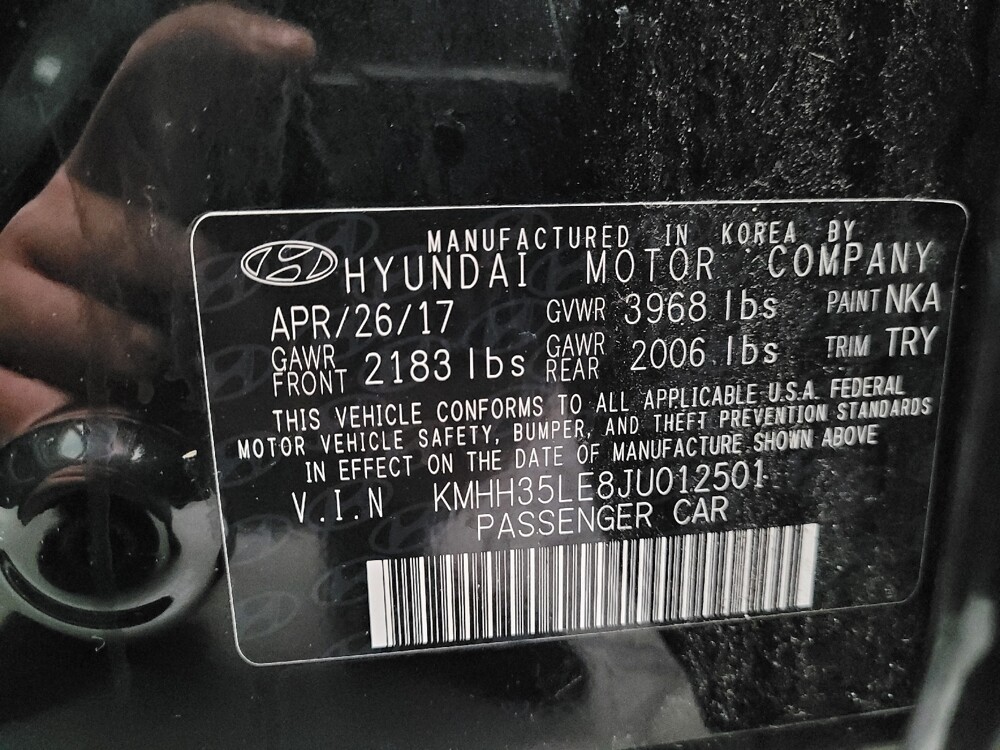 MANUFACTURED IN KOREA BY
HYUNDAI MOTOR COMPANY
APR/26/17 GVWR 3968 lbs PAINT NKA
GAWR FRONT 2183 lbs GAWR REAR 2006 lbs TRIM TRY
THIS VEHICLE CONFORMS TO ALL APPLICABLE U.S.A. FEDERAL
MOTOR VEHICLE SAFETY, BUMPER, AND THEFT PREVENTION STANDARDS
IN EFFECT ON THE DATE OF MANUFACTURE SHOWN ABOVE
V.I.N KMHH35LE8JU012501
PASSENGER CAR